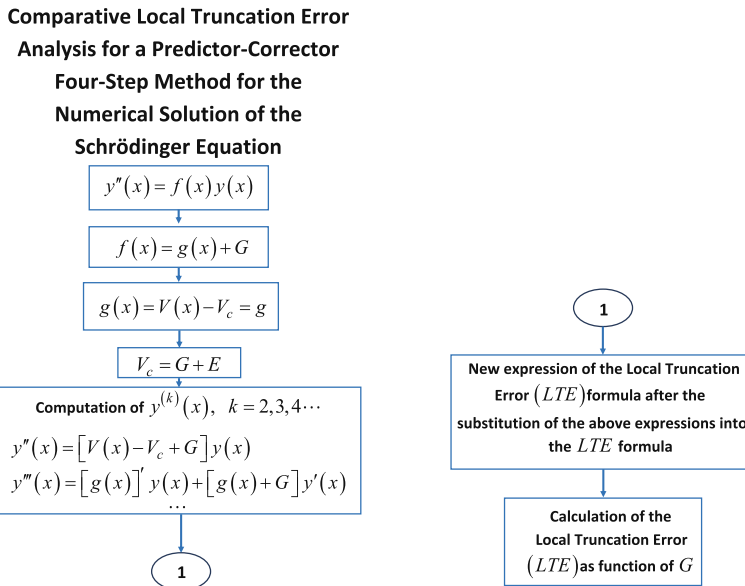 Comparative Local Truncation Error
Analysis for a Predictor-Corrector
Four-Step Method for the
Numerical Solution of the
Schrödinger Equation
y″(x) = f(x) y(x)
f(x) = g(x) + G
g(x) = V(x) − V_c = g
V_c = G + E
Computation of y^(k)(x), k = 2,3,4⋯
y″(x) = [V(x) − V_c + G] y(x)
y‴(x) = [g(x)]′ y(x) + [g(x) + G] y′(x)
⋯
1
1
New expression of the Local Truncation
Error (LTE) formula after the
substitution of the above expressions into
the LTE formula
Calculation of the
Local Truncation Error
(LTE) as function of G